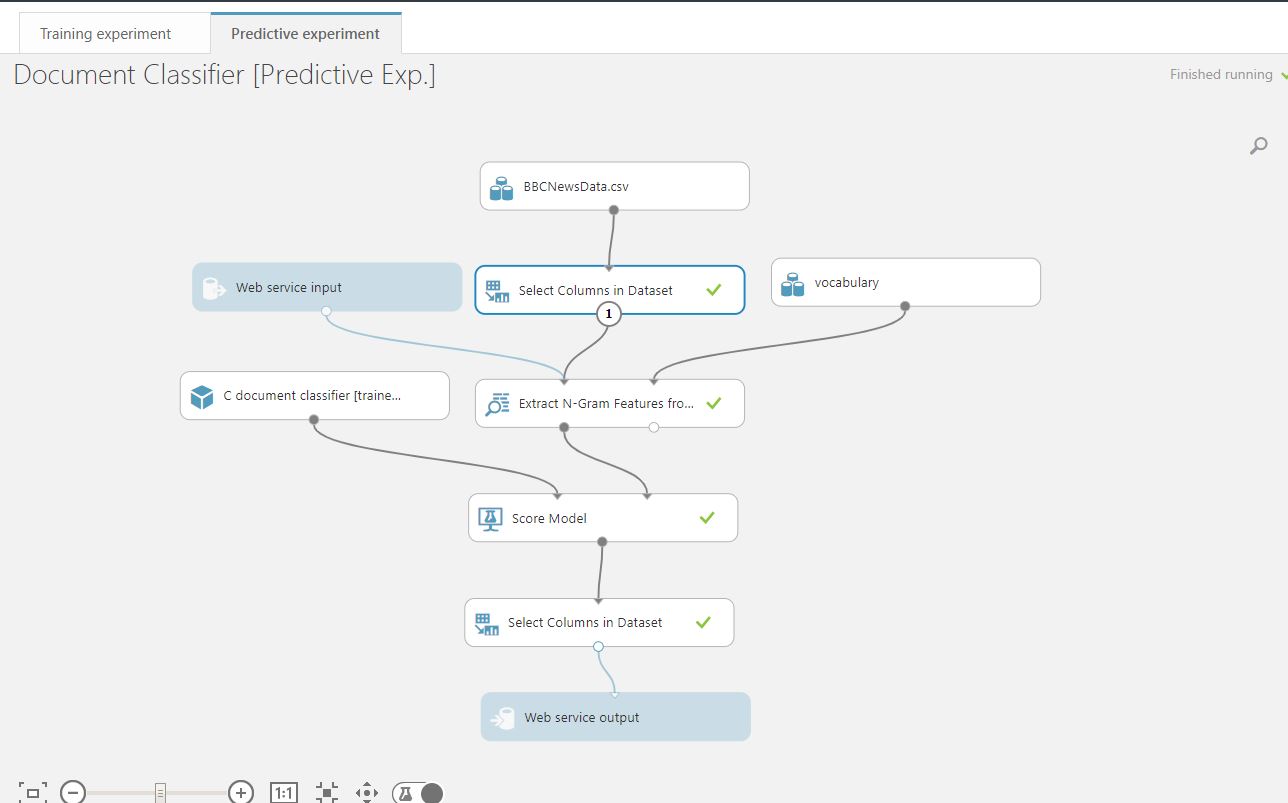 Training experiment
Predictive experiment
Document Classifier [Predictive Exp.]
Finished running
BBCNewsData.csv
Web service input
Select Columns in Dataset
vocabulary
1
C document classifier [traine...
Extract N-Gram Features fro...
Score Model
Select Columns in Dataset
Web service output
1:1